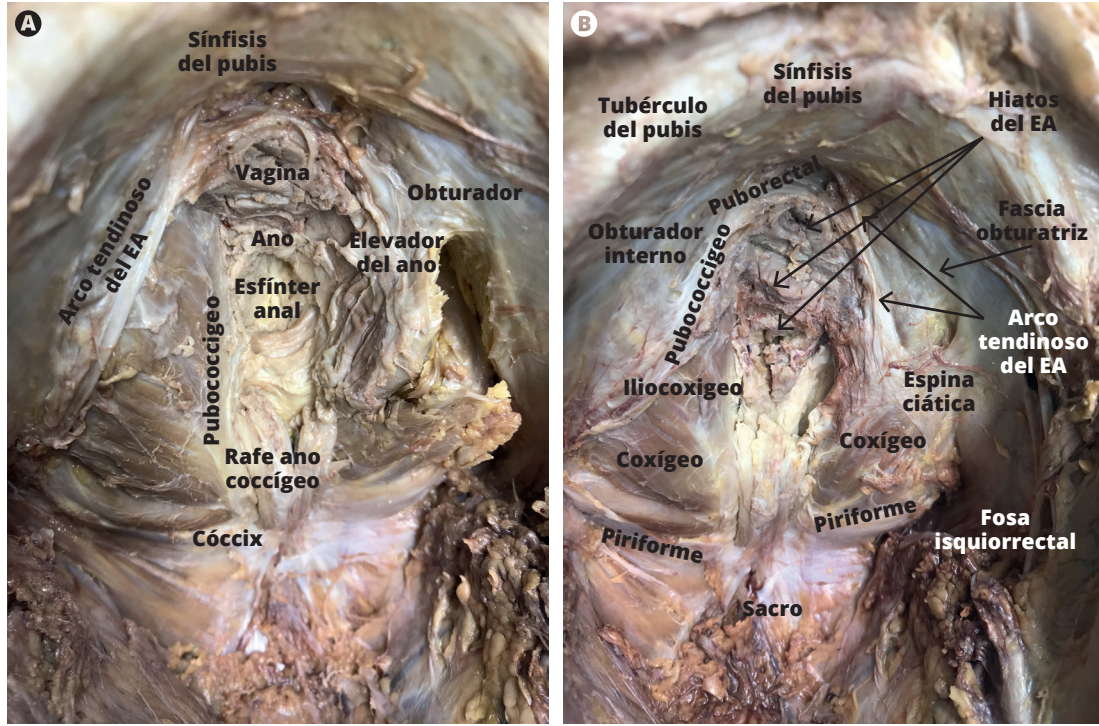 A
Sínfisis
del pubis
Vagina
Obturador
Arco tendinoso
del EA
Ano
Elevador
del ano
Esfínter
anal
Pubococcigeo
Rafe ano
coccígeo
Cóccix
B
Sínfisis
del pubis
Tubérculo
del pubis
Hiatos
del EA
Puborectal
Obturador
interno
Fascia
obturatriz
Pubococcigeo
Arco
tendinoso
del EA
Iliocoxigeo
Espina
ciática
Coxígeo
Coxígeo
Piriforme
Piriforme
Fosa
isquiorrectal
Sacro